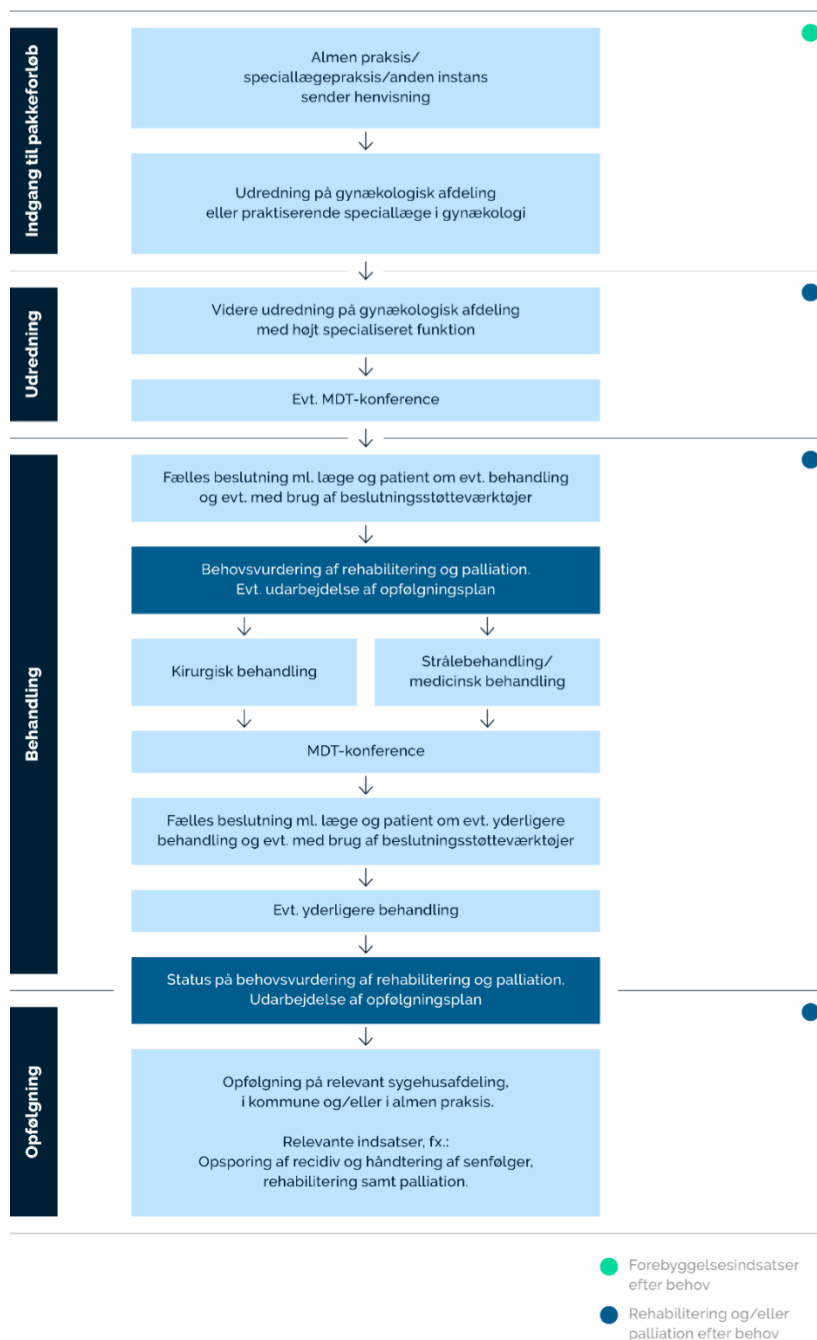 Indgang til pakkeforløb
Almen praksis/
speciallægepraksis/anden instans
sender henvisning
Udredning på gynækologisk afdeling
eller praktiserende speciallæge i gynækologi
Udredning
Videre udredning på gynækologisk afdeling
med højt specialiseret funktion
Evt. MDT-konference
Behandling
Fælles beslutning ml. læge og patient om evt. behandling
og evt. med brug af beslutningsstøtteværktøjer
Behovsvurdering af rehabilitering og palliation.
Evt. udarbejdelse af opfølgningsplan
Kirurgisk behandling
Strålebehandling/
medicinsk behandling
MDT-konference
Fælles beslutning ml. læge og patient om evt. yderligere
behandling og evt. med brug af beslutningsstøtteværktøjer
Evt. yderligere behandling
Status på behovsvurdering af rehabilitering og palliation.
Udarbejdelse af opfølgningsplan
Opfølgning
Opfølgning på relevant sygehusafdeling,
i kommune og/eller i almen praksis.
Relevante indsatser, fx.:
Opsporing af recidiv og håndtering af senfølger,
rehabilitering samt palliation.
Forebyggelsesindsatser
efter behov
Rehabilitering og/eller
palliation efter behov